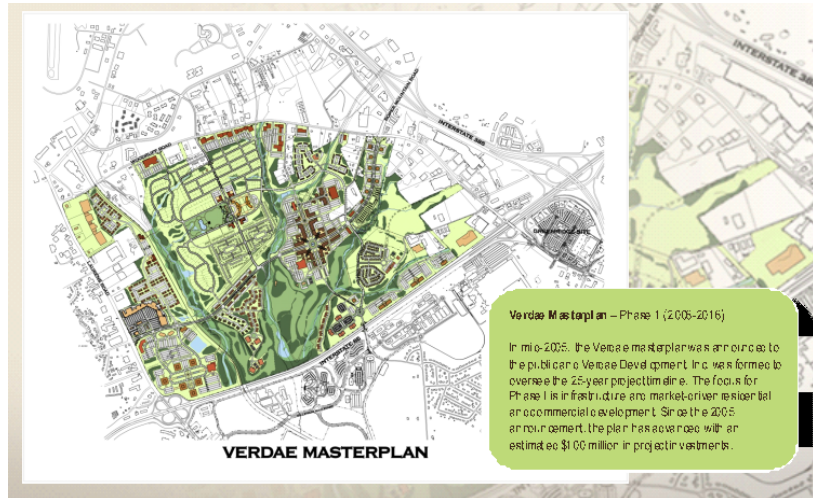 INTERSTATE 385
INTERSTATE 385
LAURENS ROAD
INTERSTATE 85
VERDAE MASTERPLAN
Verdae Masterplan – Phase 1 (2005-2016)
In mid-2005, the Verdae masterplan was announced to
the public and Verdae Development, Inc. was formed to
oversee the 25-year project timeline. The focus for
Phase I is infrastructure and market-driven residential
and commercial development. Since the 2005
announcement, the plan has advanced with an
estimated $100 million in project investments.